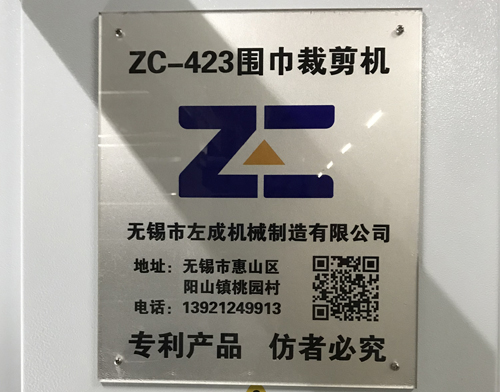 ZC-423围巾裁剪机
ZC
无锡市左成机械制造有限公司
地址：无锡市惠山区
阳山镇桃园村
电话：13921249913
专利产品 仿者必究